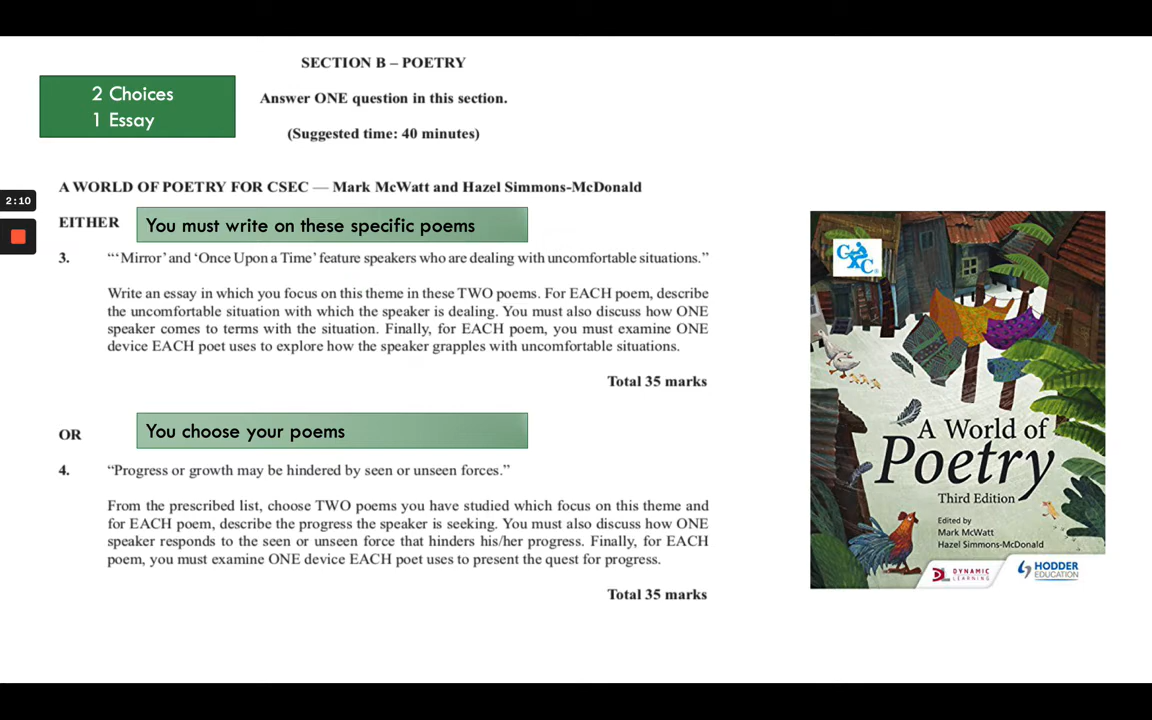 SECTION B – POETRY
2 Choices
1 Essay
Answer ONE question in this section.
(Suggested time: 40 minutes)
A WORLD OF POETRY FOR CSEC — Mark McWatt and Hazel Simmons-McDonald
2:10
EITHER
You must write on these specific poems
3.
“‘Mirror’ and ‘Once Upon a Time’ feature speakers who are dealing with uncomfortable situations.”
Write an essay in which you focus on this theme in these TWO poems. For EACH poem, describe
the uncomfortable situation with which the speaker is dealing. You must also discuss how ONE
speaker comes to terms with the situation. Finally, for EACH poem, you must examine ONE
device EACH poet uses to explore how the speaker grapples with uncomfortable situations.
Total 35 marks
OR
You choose your poems
4.
“Progress or growth may be hindered by seen or unseen forces.”
From the prescribed list, choose TWO poems you have studied which focus on this theme and
for EACH poem, describe the progress the speaker is seeking. You must also discuss how ONE
speaker responds to the seen or unseen force that hinders his/her progress. Finally, for EACH
poem, you must examine ONE device EACH poet uses to present the quest for progress.
Total 35 marks
CXC
A World of
Poetry
Third Edition
Edited by
Mark McWatt
Hazel Simmons-McDonald
DYNAMIC
LEARNING
HODDER
EDUCATION